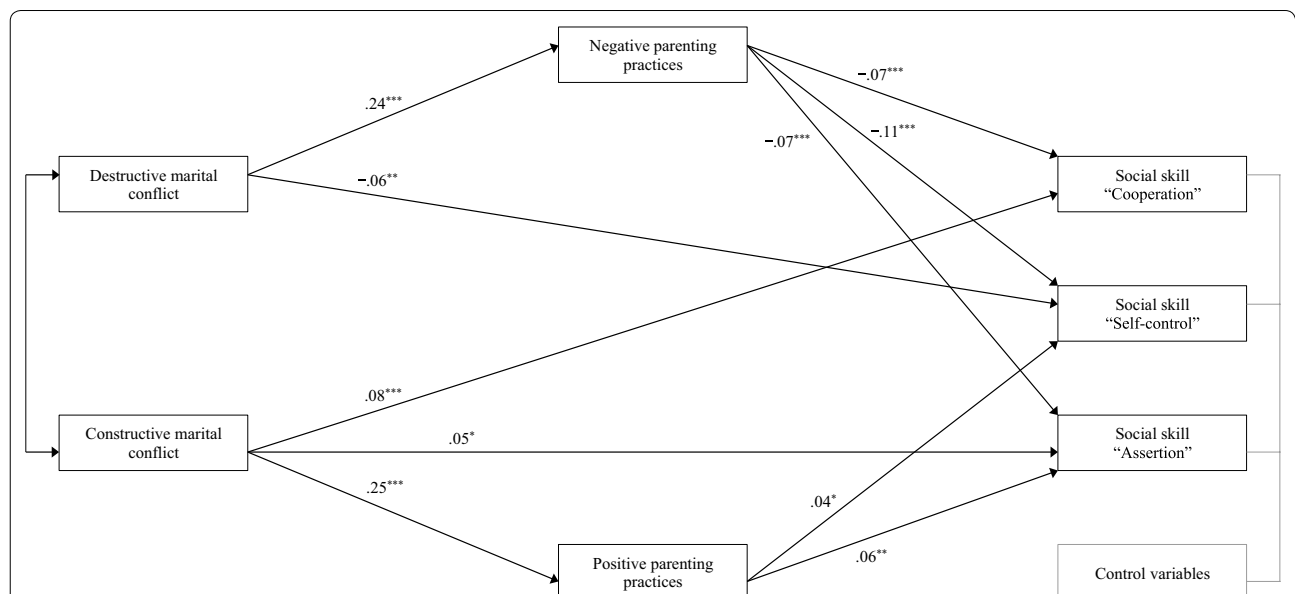 Negative parenting
practices
−.07***
.24***
−.11***
−.07***
Destructive marital
conflict
−.06**
Social skill
“Cooperation”
Social skill
“Self-control”
.08***
Constructive marital
conflict
.05*
Social skill
“Assertion”
.25***
.04*
.06**
Positive parenting
practices
Control variables